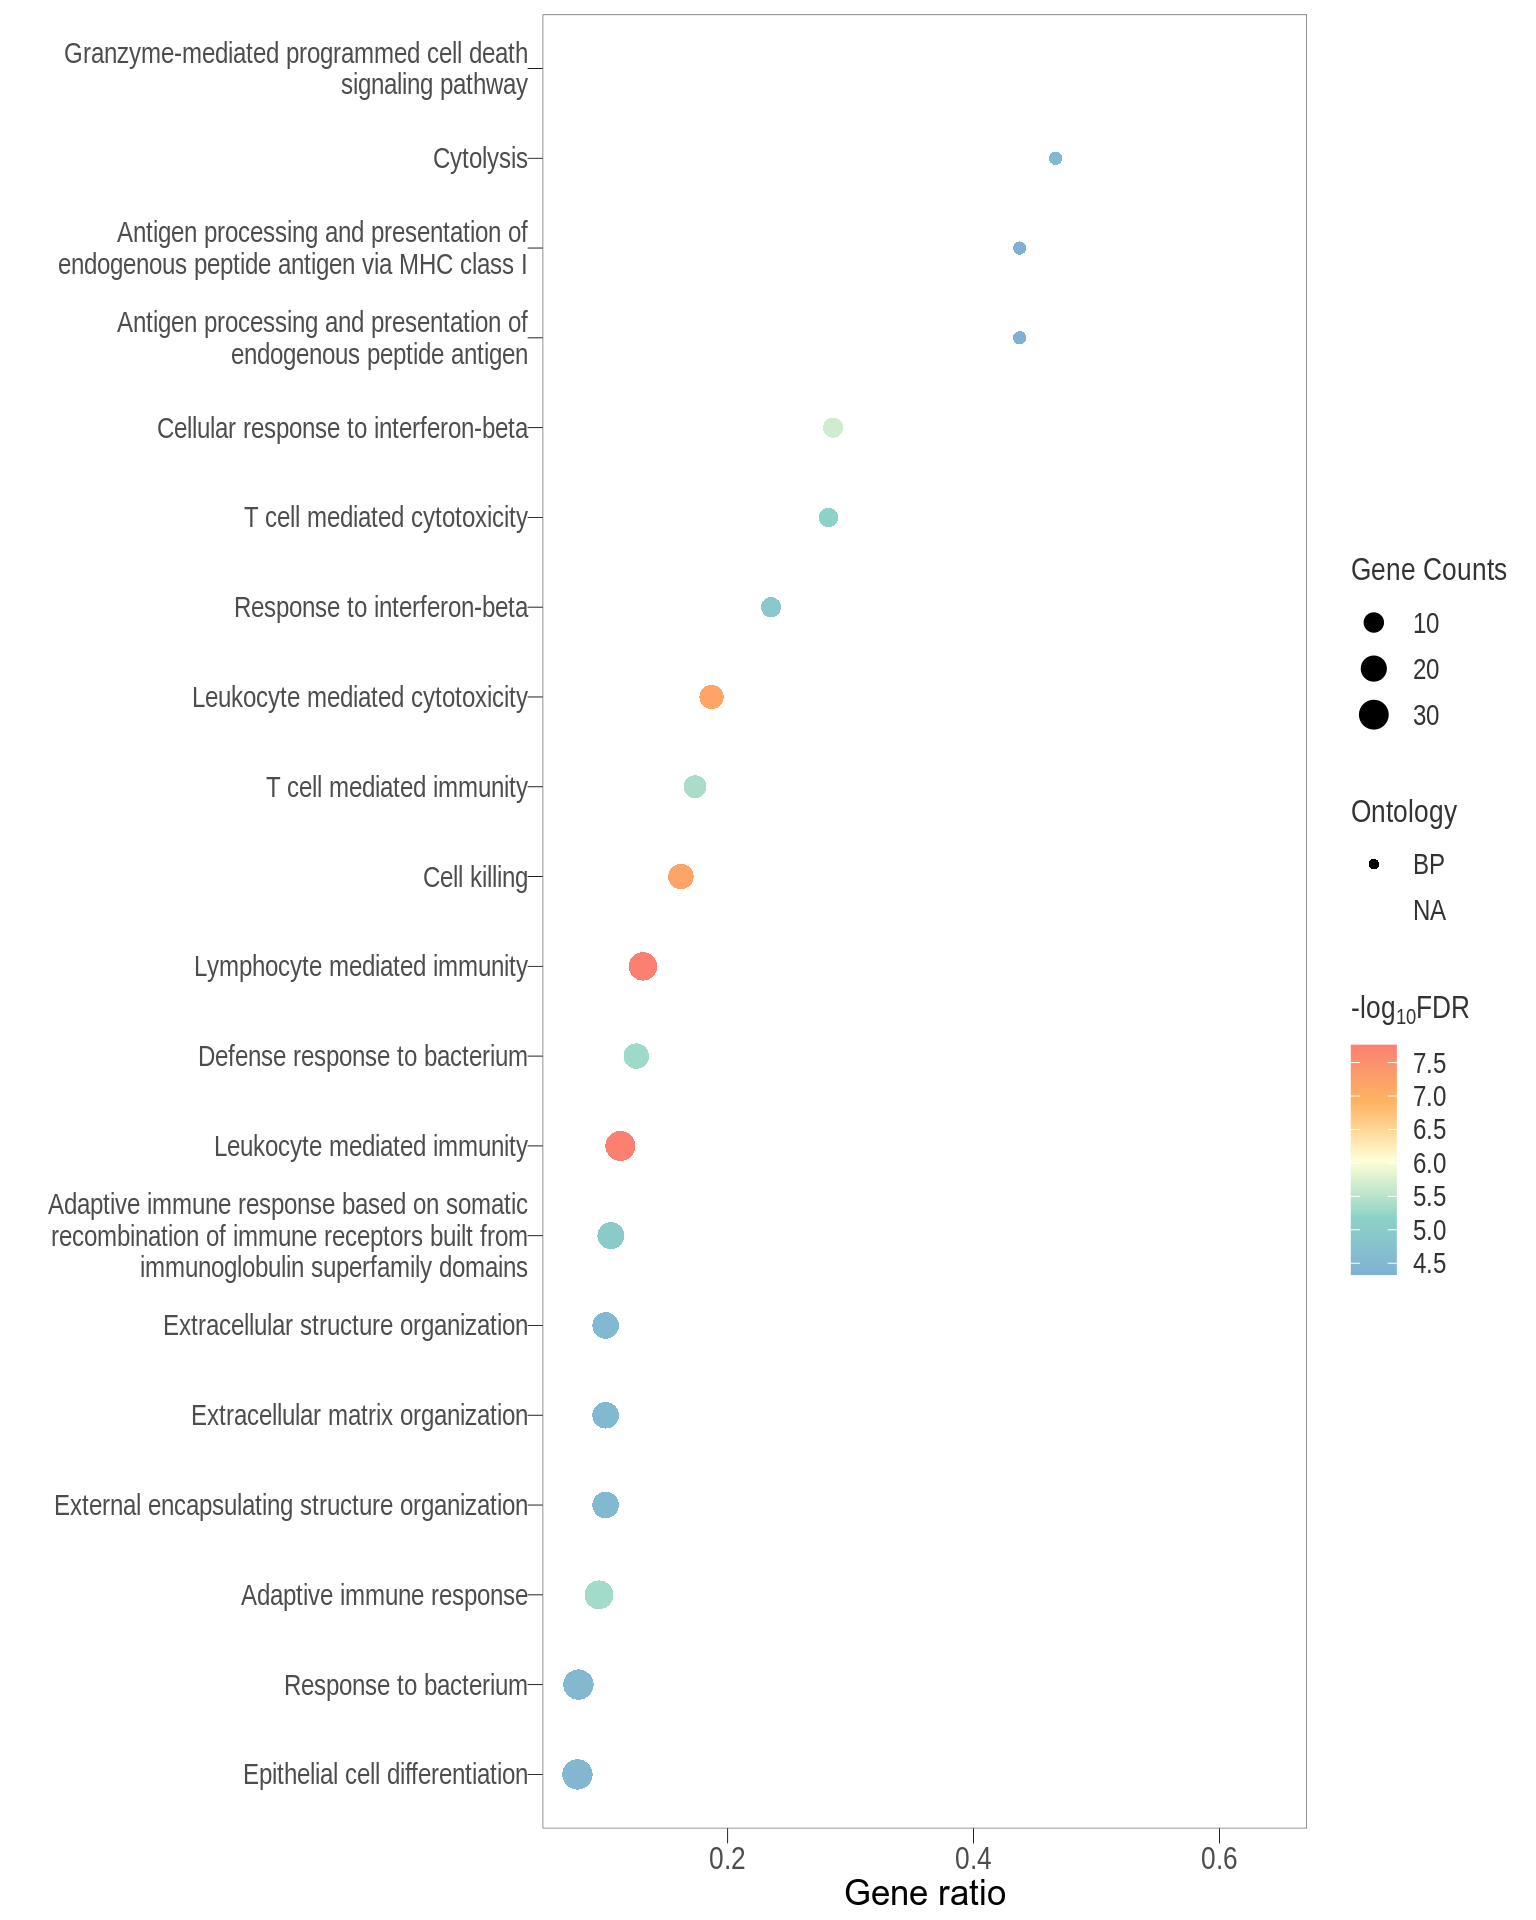 Granzyme-mediated programmed cell death
signaling pathway
Cytolysis
Antigen processing and presentation of
endogenous peptide antigen via MHC class I
Antigen processing and presentation of
endogenous peptide antigen
Cellular response to interferon-beta
T cell mediated cytotoxicity
Response to interferon-beta
Leukocyte mediated cytotoxicity
T cell mediated immunity
Cell killing
Lymphocyte mediated immunity
Defense response to bacterium
Leukocyte mediated immunity
Adaptive immune response based on somatic
recombination of immune receptors built from
immunoglobulin superfamily domains
Extracellular structure organization
Extracellular matrix organization
External encapsulating structure organization
Adaptive immune response
Response to bacterium
Epithelial cell differentiation
0.2 0.4 0.6
Gene ratio
Gene Counts
10
20
30
Ontology
BP
NA
-log₁₀FDR
7.5
7.0
6.5
6.0
5.5
5.0
4.5